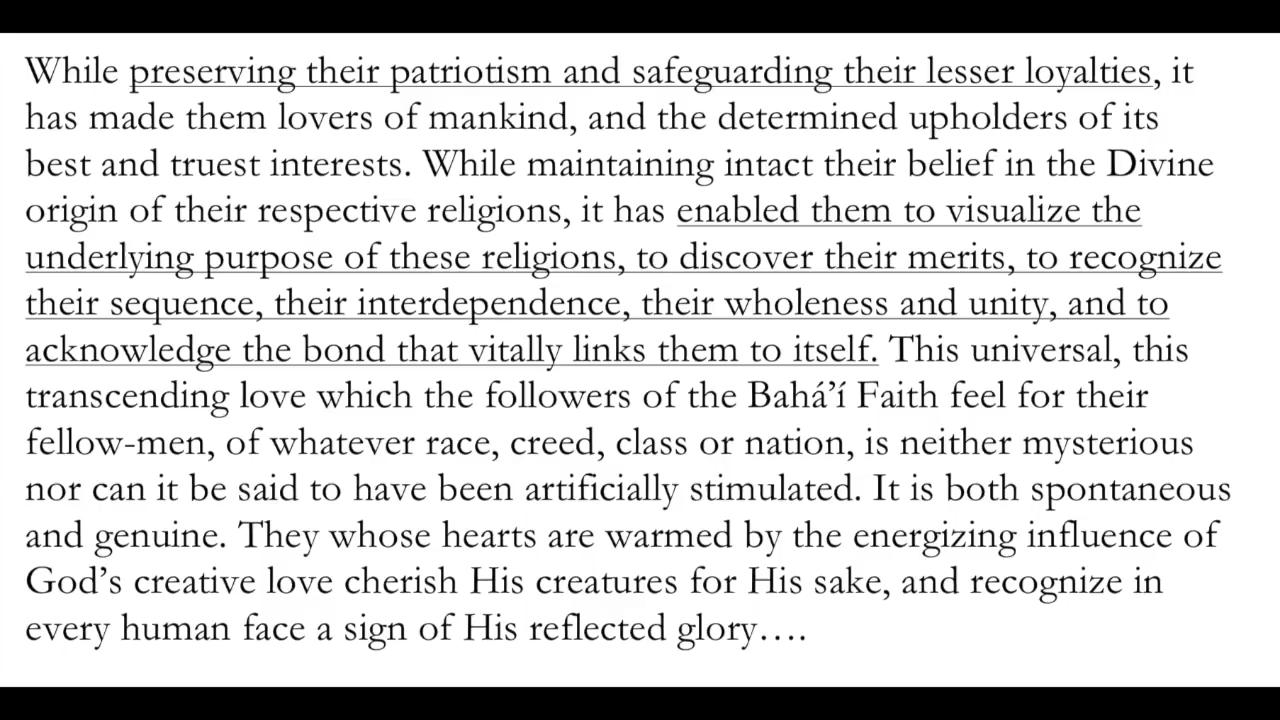 While preserving their patriotism and safeguarding their lesser loyalties, it
has made them lovers of mankind, and the determined upholders of its
best and truest interests. While maintaining intact their belief in the Divine
origin of their respective religions, it has enabled them to visualize the
underlying purpose of these religions, to discover their merits, to recognize
their sequence, their interdependence, their wholeness and unity, and to
acknowledge the bond that vitally links them to itself. This universal, this
transcending love which the followers of the Bahá’í Faith feel for their
fellow-men, of whatever race, creed, class or nation, is neither mysterious
nor can it be said to have been artificially stimulated. It is both spontaneous
and genuine. They whose hearts are warmed by the energizing influence of
God’s creative love cherish His creatures for His sake, and recognize in
every human face a sign of His reflected glory….